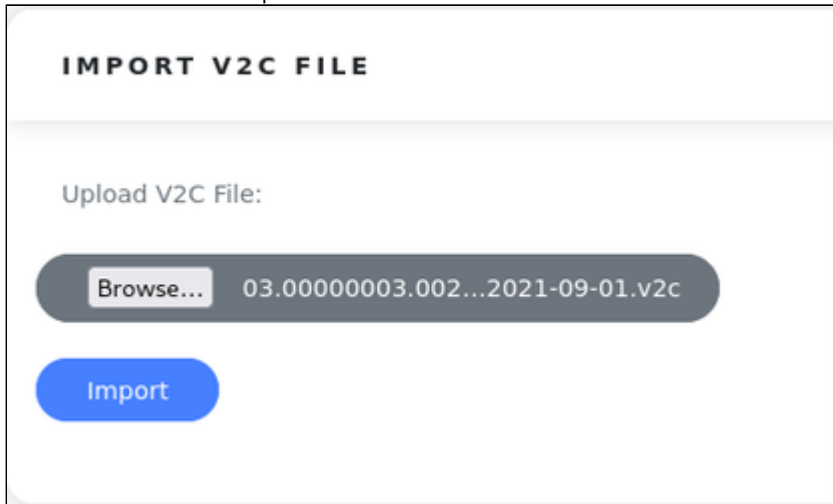 IMPORT V2C FILE
Upload V2C File:
Browse... 03.00000003.002...2021-09-01.v2c
Import